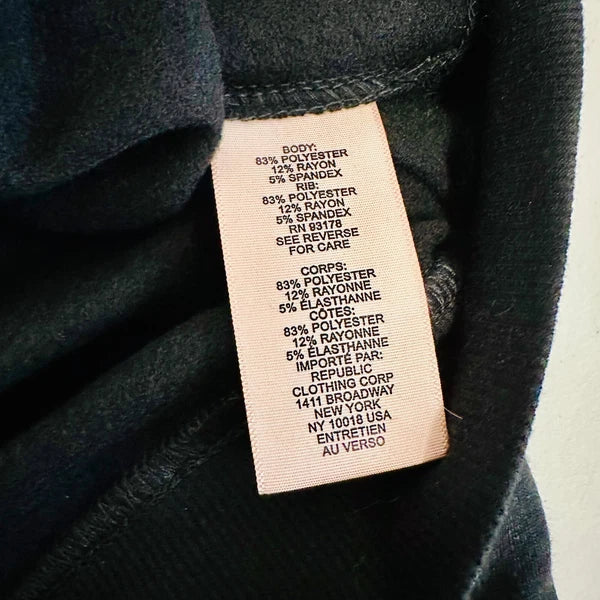 BODY:
83% POLYESTER
12% RAYON
5% SPANDEX
RIB:
83% POLYESTER
12% RAYON
5% SPANDEX
RN 93178
SEE REVERSE
FOR CARE
CORPS:
83% POLYESTER
12% RAYONNE
5% ÉLASTHANNE
CÔTES:
83% POLYESTER
12% RAYONNE
5% ÉLASTHANNE
IMPORTÉ PAR:
REPUBLIC
CLOTHING CORP
1411 BROADWAY
NEW YORK
NY 10018 USA
ENTRETIEN
AU VERSO